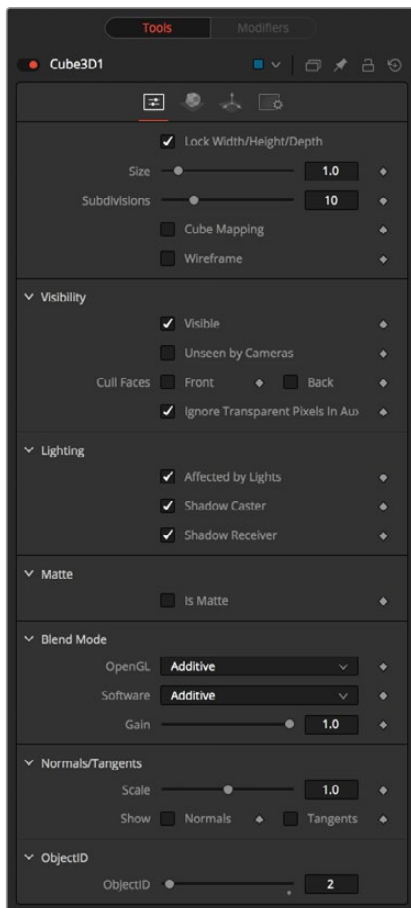 Tools Modifiers
Cube3D1
Lock Width/Height/Depth
Size 1.0
Subdivisions 10
Cube Mapping
Wireframe
Visibility
Visible
Unseen by Cameras
Cull Faces Front Back
Ignore Transparent Pixels In Aux
Lighting
Affected by Lights
Shadow Caster
Shadow Receiver
Matte
Is Matte
Blend Mode
OpenGL Additive
Software Additive
Gain 1.0
Normals/Tangents
Scale 1.0
Show Normals Tangents
ObjectID
ObjectID 2